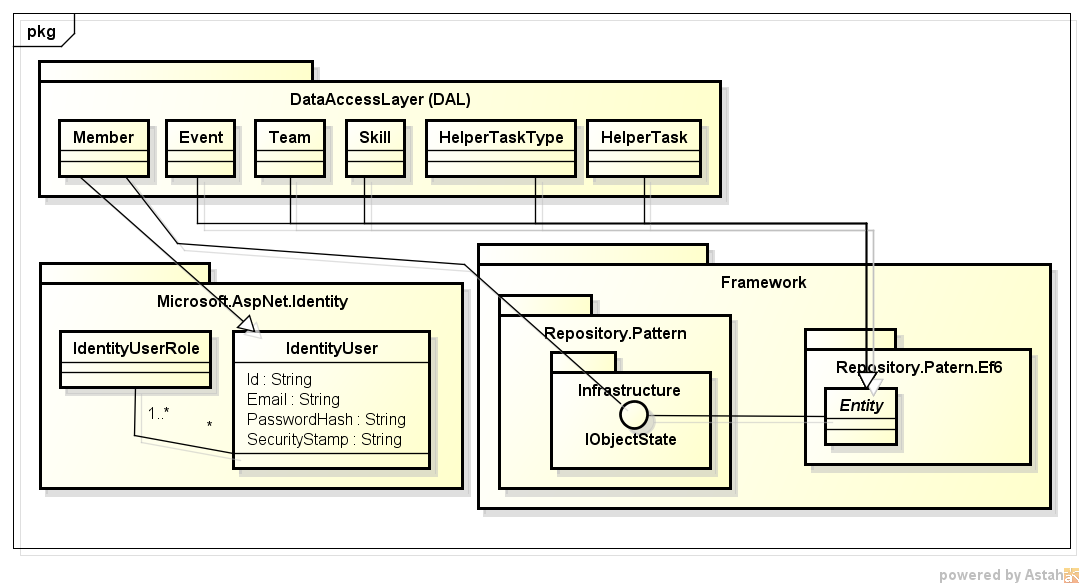 pkg
DataAccessLayer (DAL)
Member
Event
Team
Skill
HelperTaskType
HelperTask
Microsoft.AspNet.Identity
IdentityUserRole
IdentityUser
Id : String
Email : String
PasswordHash : String
SecurityStamp : String
1..*
*
Framework
Repository.Pattern
Infrastructure
IObjectState
Repository.Patern.Ef6
Entity
powered by Astah